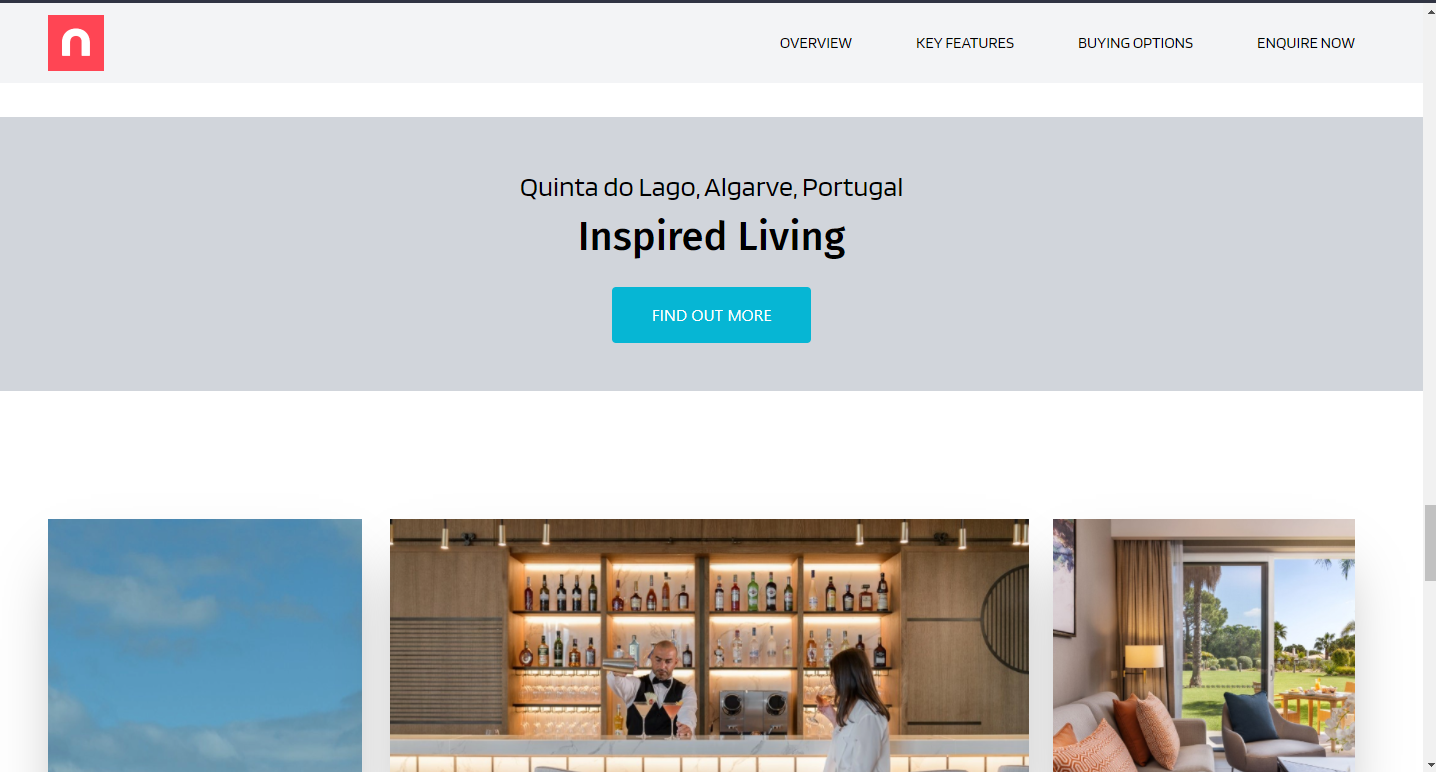 OVERVIEW
KEY FEATURES
BUYING OPTIONS
ENQUIRE NOW
Quinta do Lago, Algarve, Portugal
Inspired Living
FIND OUT MORE